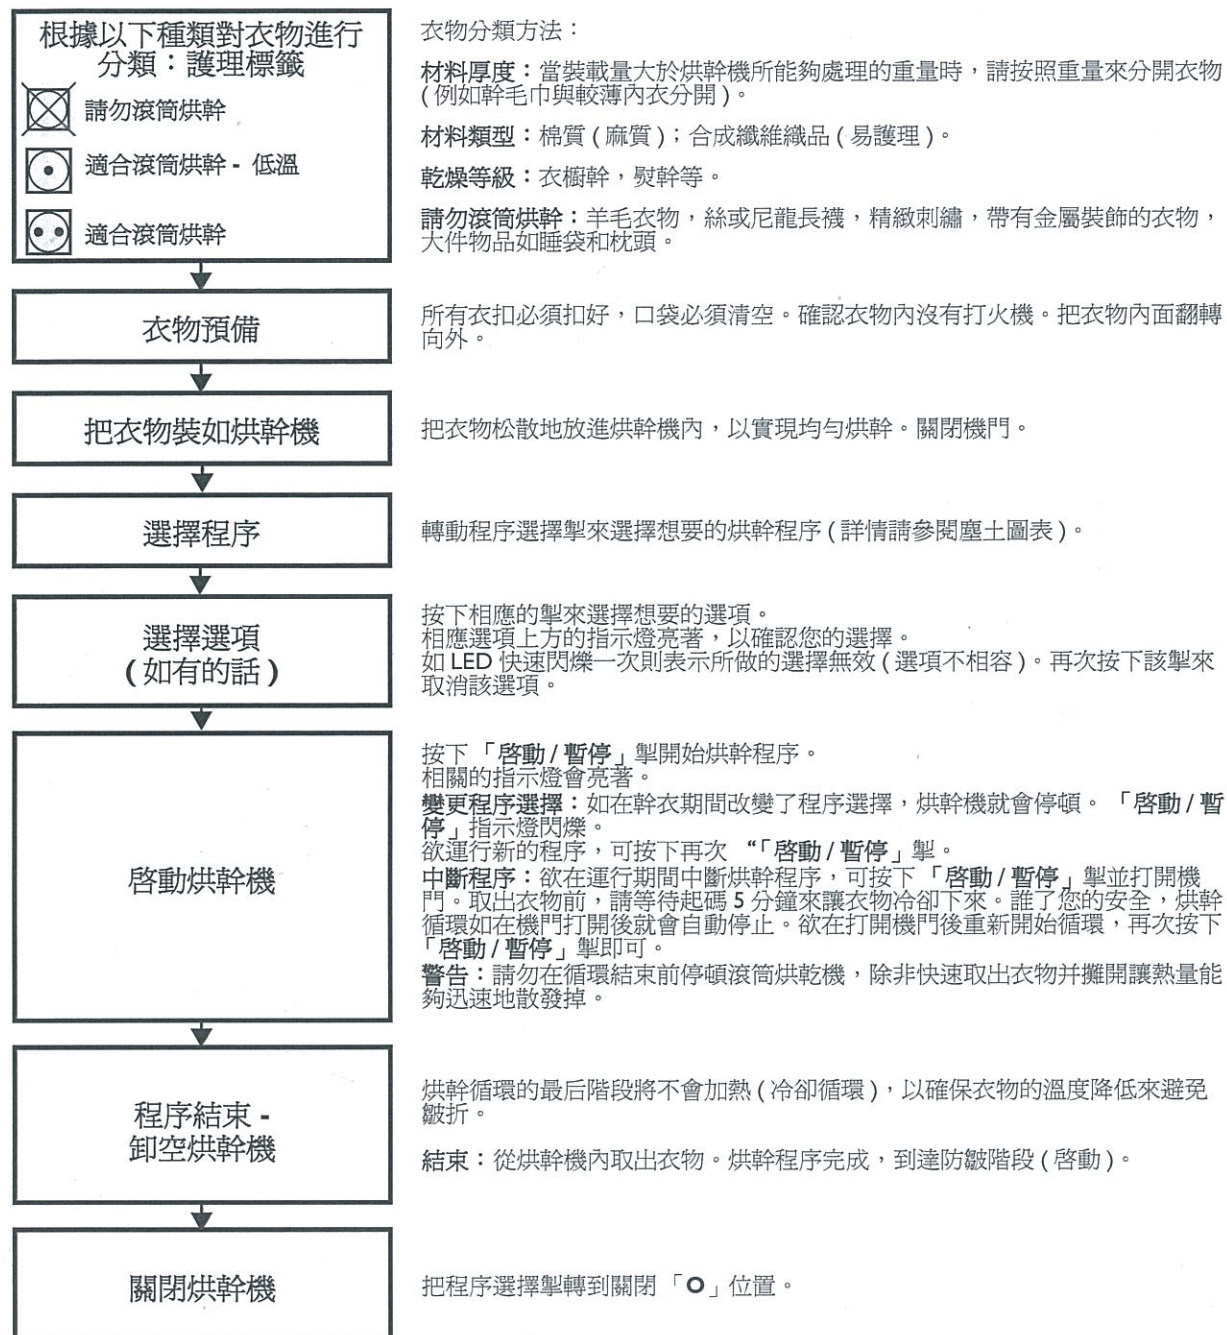 根據以下種類對衣物進行
分類：護理標籤
請勿滾筒烘幹
適合滾筒烘幹 - 低溫
適合滾筒烘幹
衣物分類方法：
材料厚度：當裝載量大於烘幹機所能夠處理的重量時，請按照重量來分開衣物
(例如幹毛巾與較薄內衣分開)。
材料類型：棉質 (麻質)；合成纖維織品 (易護理)。
乾燥等級：衣櫥幹，熨幹等。
請勿滾筒烘幹：羊毛衣物，絲或尼龍長襪，精緻刺繡，帶有金屬裝飾的衣物，
大件物品如睡袋和枕頭。
衣物預備
所有衣扣必須扣好，口袋必須清空。確認衣物內沒有打火機。把衣物內面翻轉
向外。
把衣物裝如烘幹機
把衣物松散地放進烘幹機內，以實現均勻烘幹。關閉機門。
選擇程序
轉動程序選擇掣來選擇想要的烘幹程序 (詳情請參閱塵土圖表)。
選擇選項
(如有的話)
按下相應的掣來選擇想要的選項。
相應選項上方的指示燈亮著，以確認您的選擇。
如 LED 快速閃爍一次則表示所做的選擇無效 (選項不相容)。再次按下該掣來
取消該選項。
啓動烘幹機
按下 「啓動 / 暫停」掣開始烘幹程序。
相關的指示燈會亮著。
變更程序選擇：如在幹衣期間改變了程序選擇，烘幹機就會停頓。 「啓動 / 暫
停」指示燈閃爍。
欲運行新的程序，可按下再次 “「啓動 / 暫停」掣。
中斷程序：欲在運行期間中斷烘幹程序，可按下 「啓動 / 暫停」掣並打開機
門。取出衣物前，請等待起碼 5 分鐘來讓衣物冷卻下來。誰了您的安全，烘幹
循環如在機門打開後就會自動停止。欲在打開機門後重新開始循環，再次按下
「啓動 / 暫停」掣即可。
警告：請勿在循環結束前停頓滾筒烘乾機，除非快速取出衣物并攤開讓熱量能
夠迅速地散發掉。
程序結束 -
卸空烘幹機
烘幹循環的最后階段將不會加熱 (冷卻循環)，以確保衣物的溫度降低來避免
皺折。
結束：從烘幹機內取出衣物。烘幹程序完成，到達防皺階段 (啓動)。
關閉烘幹機
把程序選擇掣轉到關閉 「O」位置。